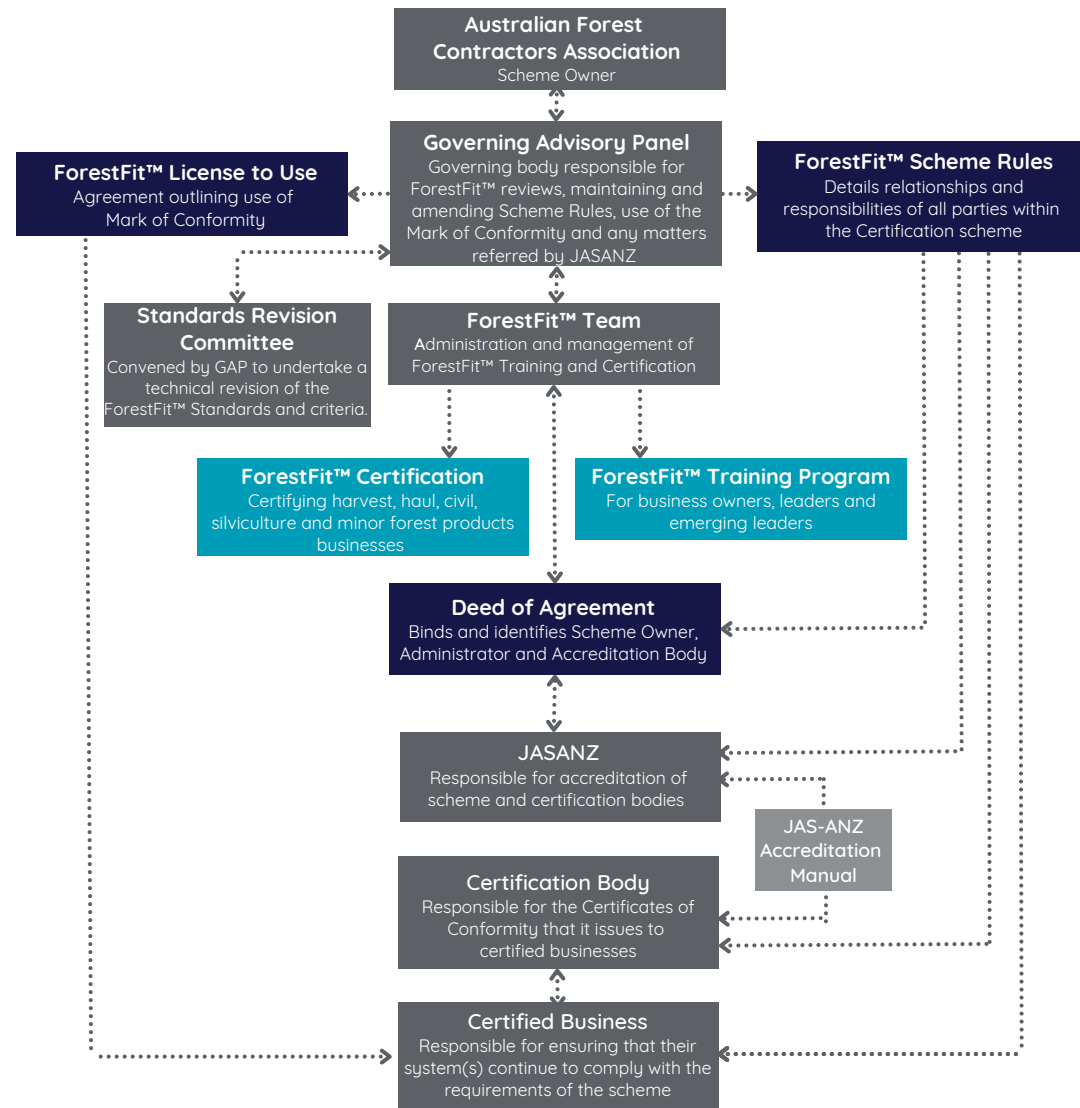 Australian Forest
Contractors Association
Scheme Owner
Governing Advisory Panel
Governing body responsible for
ForestFit™ reviews, maintaining and
amending Scheme Rules, use of the
Mark of Conformity and any matters
referred by JASANZ
ForestFit™ License to Use
Agreement outlining use of
Mark of Conformity
ForestFit™ Scheme Rules
Details relationships and
responsibilities of all parties within
the Certification scheme
Standards Revision
Committee
Convened by GAP to undertake a
technical revision of the
ForestFit™ Standards and criteria.
ForestFit™ Team
Administration and management of
ForestFit™ Training and Certification
ForestFit™ Certification
Certifying harvest, haul, civil,
silviculture and minor forest products
businesses
ForestFit™ Training Program
For business owners, leaders and
emerging leaders
Deed of Agreement
Binds and identifies Scheme Owner,
Administrator and Accreditation Body
JASANZ
Responsible for accreditation of
scheme and certification bodies
JAS-ANZ
Accreditation
Manual
Certification Body
Responsible for the Certificates of
Conformity that it issues to
certified businesses
Certified Business
Responsible for ensuring that their
system(s) continue to comply with the
requirements of the scheme